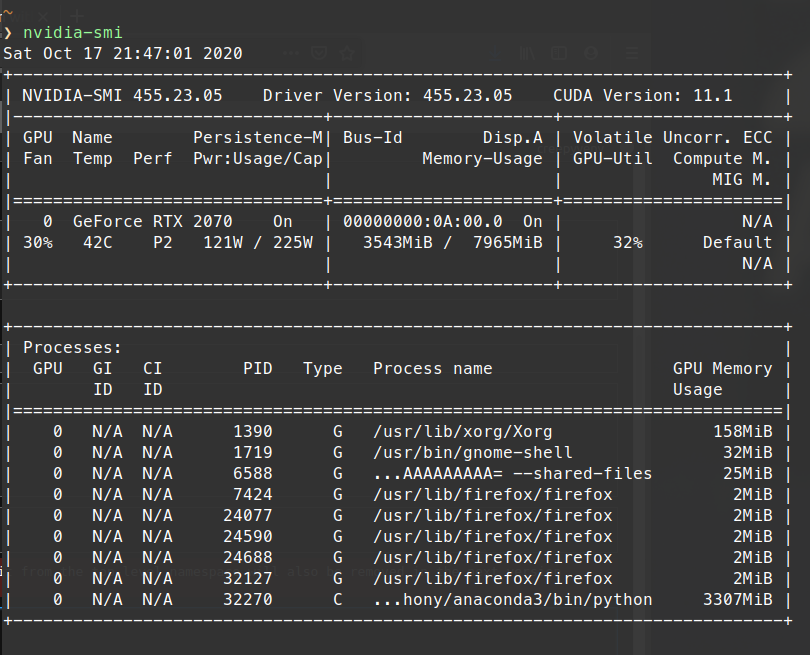 ~
❯ nvidia-smi
Sat Oct 17 21:47:01 2020
+-----------------------------------------------------------------------------+
| NVIDIA-SMI 455.23.05    Driver Version: 455.23.05    CUDA Version: 11.1     |
|-------------------------------+----------------------+----------------------+
| GPU  Name        Persistence-M| Bus-Id        Disp.A | Volatile Uncorr. ECC |
| Fan  Temp  Perf  Pwr:Usage/Cap|         Memory-Usage | GPU-Util  Compute M. |
|                               |                      |               MIG M. |
|===============================+======================+======================|
|   0  GeForce RTX 2070    On   | 00000000:0A:00.0  On |                  N/A |
| 30%   42C    P2   121W / 225W |   3543MiB /  7965MiB |     32%      Default |
|                               |                      |                  N/A |
+-------------------------------+----------------------+----------------------+

+-----------------------------------------------------------------------------+
| Processes:                                                                  |
|  GPU   GI   CI        PID   Type   Process name                  GPU Memory |
|        ID   ID                                                   Usage      |
|=============================================================================|
|    0   N/A  N/A      1390      G   /usr/lib/xorg/Xorg                158MiB |
|    0   N/A  N/A      1719      G   /usr/bin/gnome-shell               32MiB |
|    0   N/A  N/A      6588      G   ...AAAAAAAAA= --shared-files       25MiB |
|    0   N/A  N/A      7424      G   /usr/lib/firefox/firefox            2MiB |
|    0   N/A  N/A     24077      G   /usr/lib/firefox/firefox            2MiB |
|    0   N/A  N/A     24590      G   /usr/lib/firefox/firefox            2MiB |
|    0   N/A  N/A     24688      G   /usr/lib/firefox/firefox            2MiB |
|    0   N/A  N/A     32127      G   /usr/lib/firefox/firefox            2MiB |
|    0   N/A  N/A     32270      C   ...hony/anaconda3/bin/python     3307MiB |
+-----------------------------------------------------------------------------+